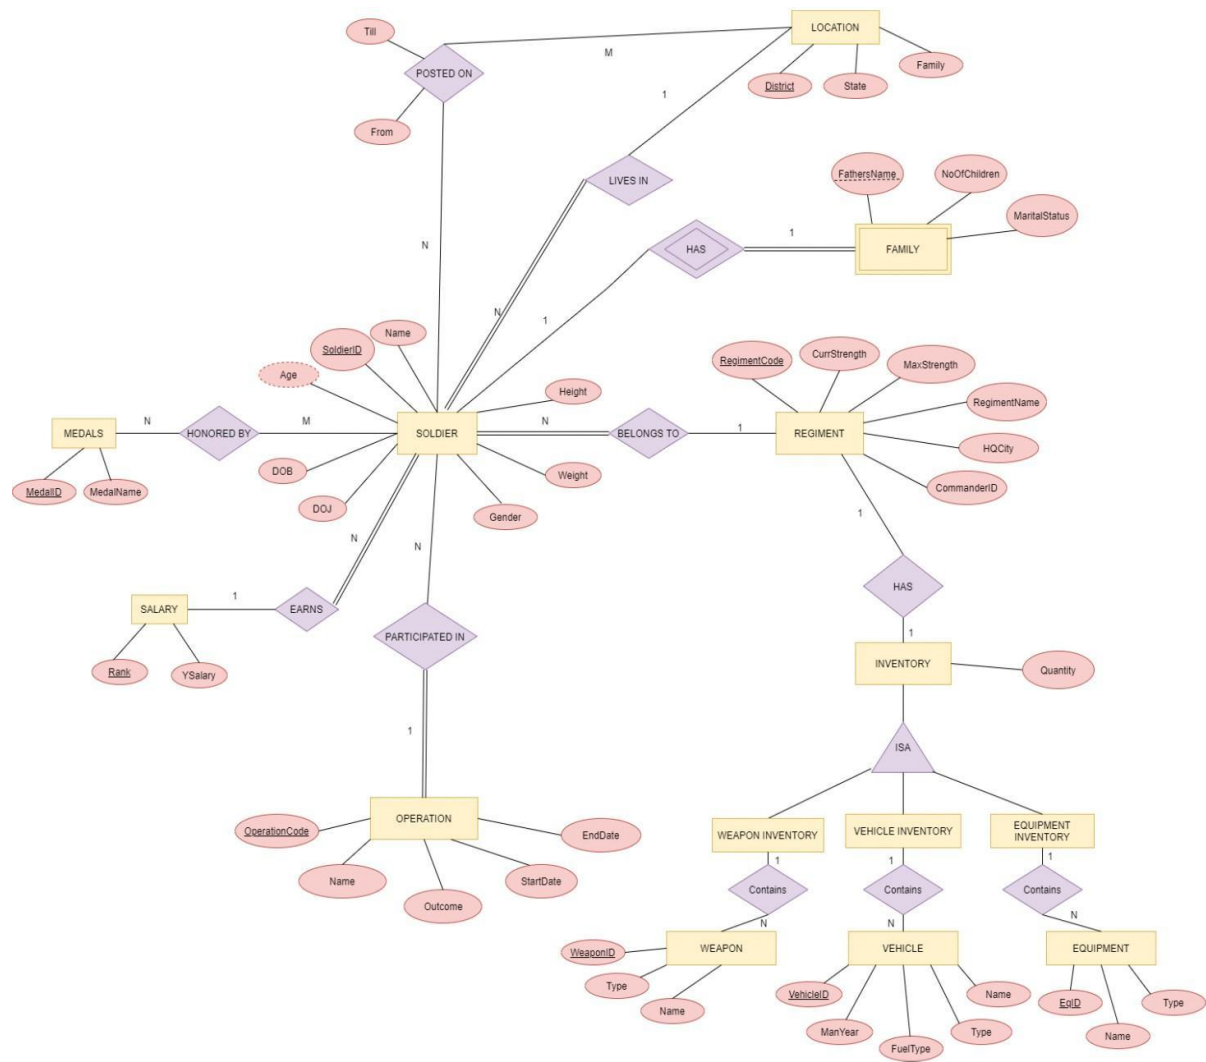 LOCATION
Till
M
Family
POSTED ON
District
State
1
From
FathersName
NoOfChildren
LIVES IN
MaritalStatus
1
N
HAS
FAMILY
N
1
Name
SoldierID
CurrStrength
RegimentCode
MaxStrength
Age
Height
RegimentName
N
M
N
MEDALS
HONORED BY
SOLDIER
BELONGS TO
1
REGIMENT
HQCity
DOB
Weight
MedalID
MedalName
CommanderID
DOJ
Gender
1
N
N
HAS
1
SALARY
EARNS
1
PARTICIPATED IN
INVENTORY
Quantity
Rank
YSalary
1
ISA
OPERATION
OperationCode
EndDate
WEAPON INVENTORY
VEHICLE INVENTORY
EQUIPMENT
INVENTORY
1
1
1
Name
StartDate
Contains
Contains
Contains
Outcome
N
N
N
WeaponID
WEAPON
VEHICLE
EQUIPMENT
Type
VehicleID
Name
EqID
Type
Name
ManYear
Type
Name
FuelType